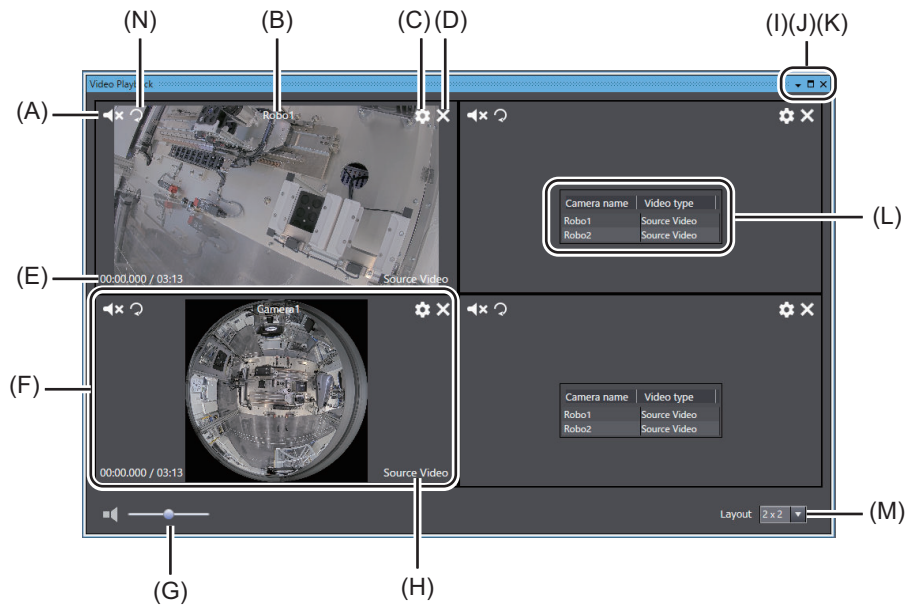 (N)
(B)
(C)
(D)
(I)(J)(K)
Video Playback
(A)
Robo1
Camera name Video type
Robo1 Source Video
Robo2 Source Video
(L)
(E)
00:00.000 / 03:13
Source Video
Camera1
(F)
Camera name Video type
Robo1 Source Video
Robo2 Source Video
00:00.000 / 03:13
Source Video
Layout 2 x 2
(M)
(G)
(H)